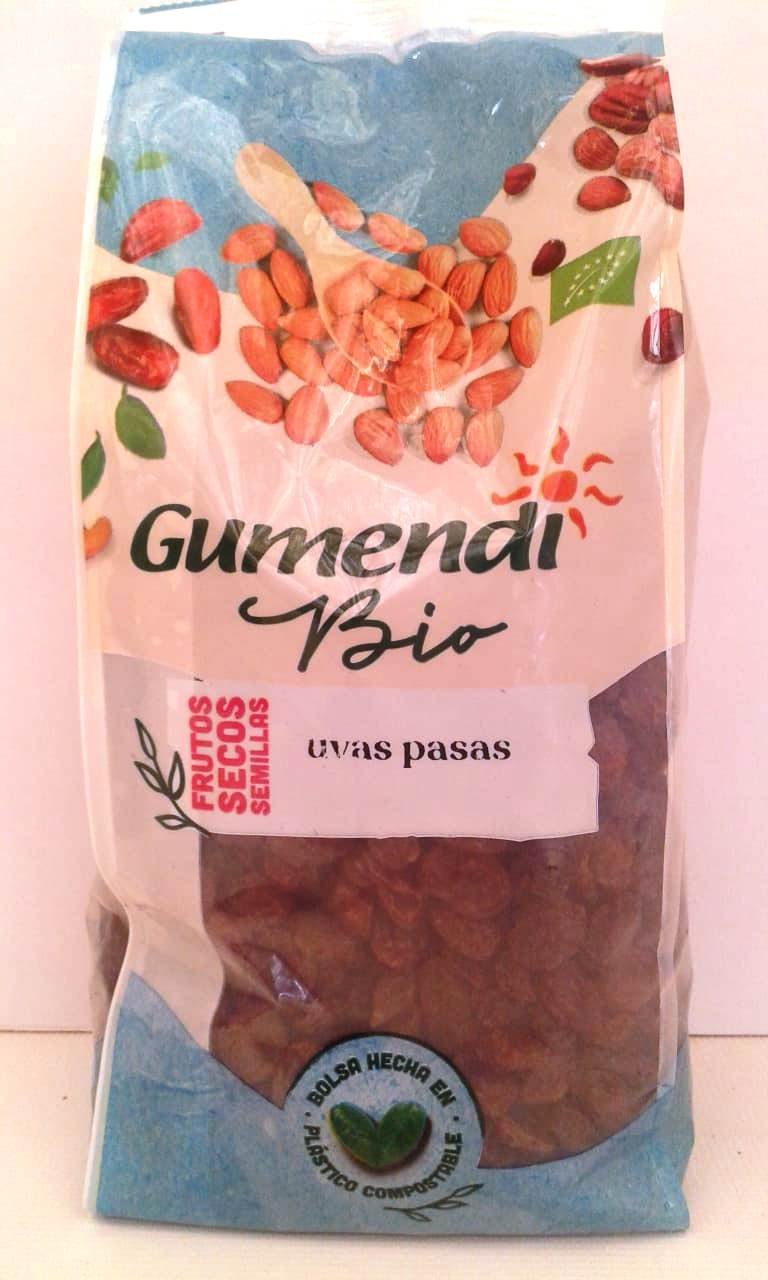 Gumendi
Bio
FRUTOS
SECOS
SEMILLAS
uvas pasas
BOLSA HECHA EN
PLÁSTICO COMPOSTABLE